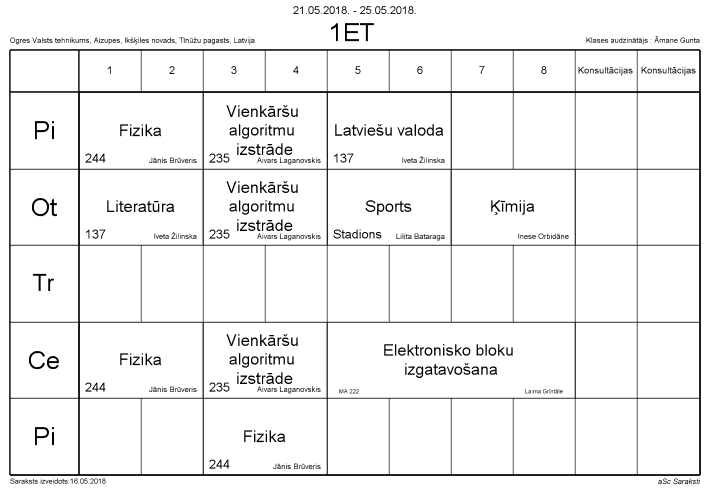 21.05.2018. - 25.05.2018.
1ET
Ogres Valsts tehnikums, Aizupes, Ikšķiles novads, Tīnūžu pagasts, Latvija
Klases audzinātājs : Āmane Gunta
1 2 3 4 5 6 7 8 Konsultācijas Konsultācijas
Pi
Fizika
244 Jānis Brūveris
Vienkāršu
algoritmu
izstrāde
235 Aivars Laganovskis
Latviešu valoda
137 Iveta Žilinska
Ot
Literatūra
137 Iveta Žilinska
Vienkāršu
algoritmu
izstrāde
235 Aivars Laganovskis
Sports
Stadions Lilita Bataraga
Ķīmija
Inese Orbidāne
Tr
Ce
Fizika
244 Jānis Brūveris
Vienkāršu
algoritmu
izstrāde
235 Aivars Laganovskis
Elektronisko bloku
izgatavošana
MA 222 Laima Grīntāle
Pi
Fizika
244 Jānis Brūveris
Saraksts izveidots:16.05.2018
aSc Saraksti